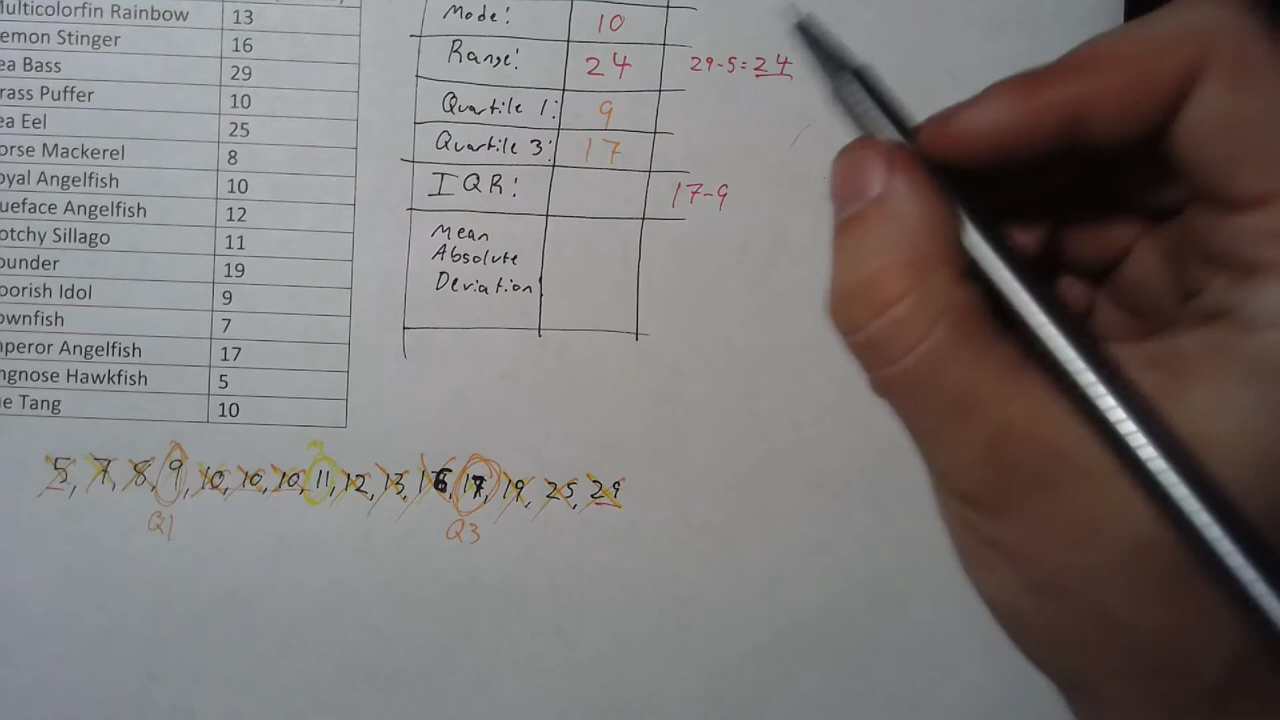 Multicolorfin Rainbow 13
emon Stinger 16
ea Bass 29
rass Puffer 10
ea Eel 25
orse Mackerel 8
oyal Angelfish 10
ueface Angelfish 12
otchy Sillago 11
ounder 19
oorish Idol 9
ownfish 7
mperor Angelfish 17
ngnose Hawkfish 5
e Tang 10
Mode: 10
Range: 24 29-5=24
Quartile 1: 9
Quartile 3: 17
IQR: 17-9
Mean
Absolute
Deviation
5, 7, 8, 9, 10, 10, 10, 11, 12, 13, 16, 17, 19, 25, 29
Q1 Q3